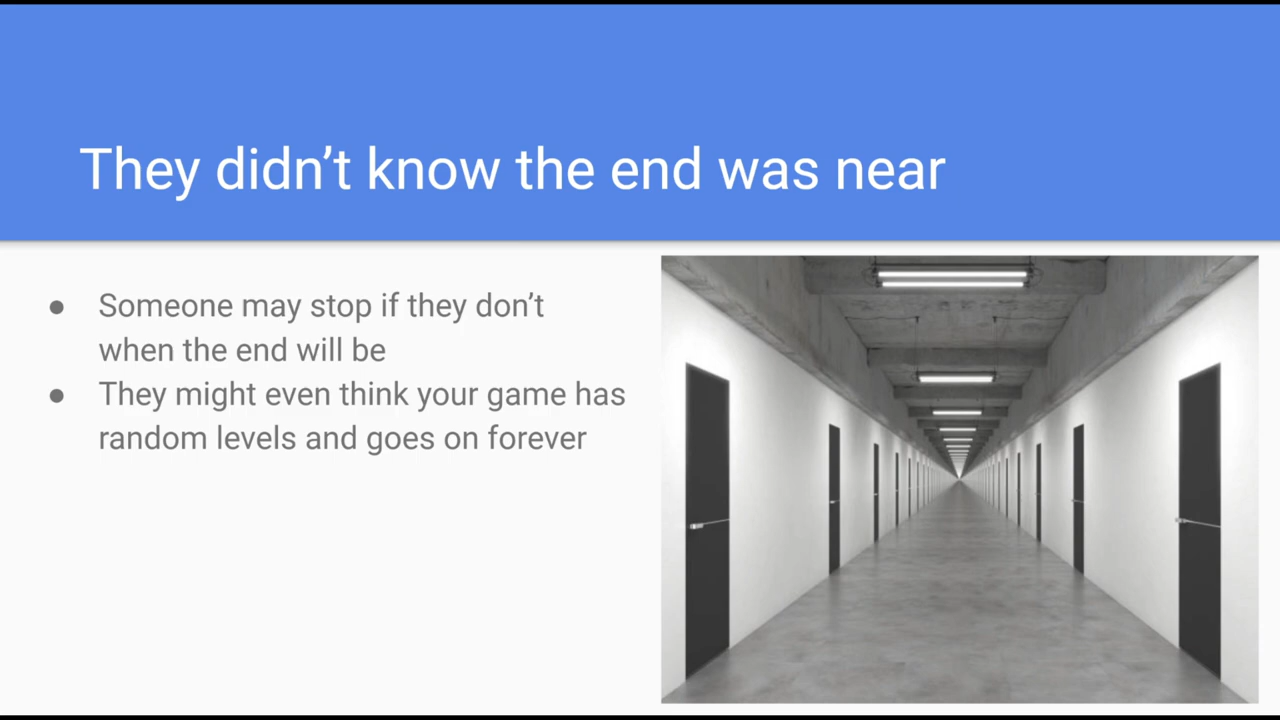 They didn’t know the end was near
● Someone may stop if they don’t
when the end will be
● They might even think your game has
random levels and goes on forever